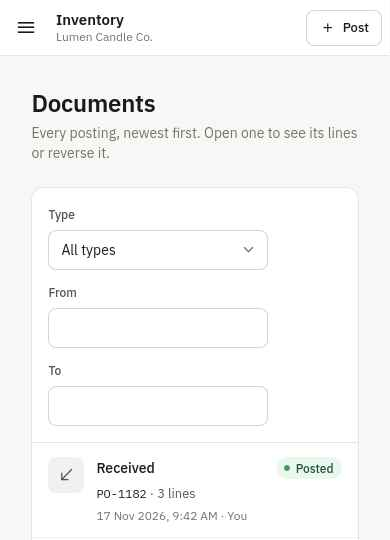 Inventory
Lumen Candle Co.
+ Post
Documents
Every posting, newest first. Open one to see its lines
or reverse it.
Type
All types
From
To
Received
Posted
PO-1182 · 3 lines
17 Nov 2026, 9:42 AM · You